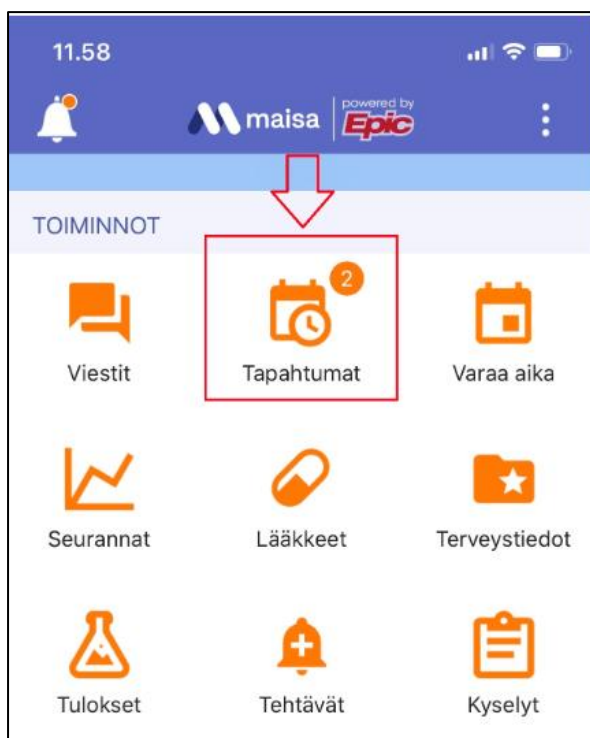 11.58
maisa powered by Epic
TOIMINNOT
2
Viestit Tapahtumat Varaa aika
Seurannat Lääkkeet Terveystiedot
Tulokset Tehtävät Kyselyt